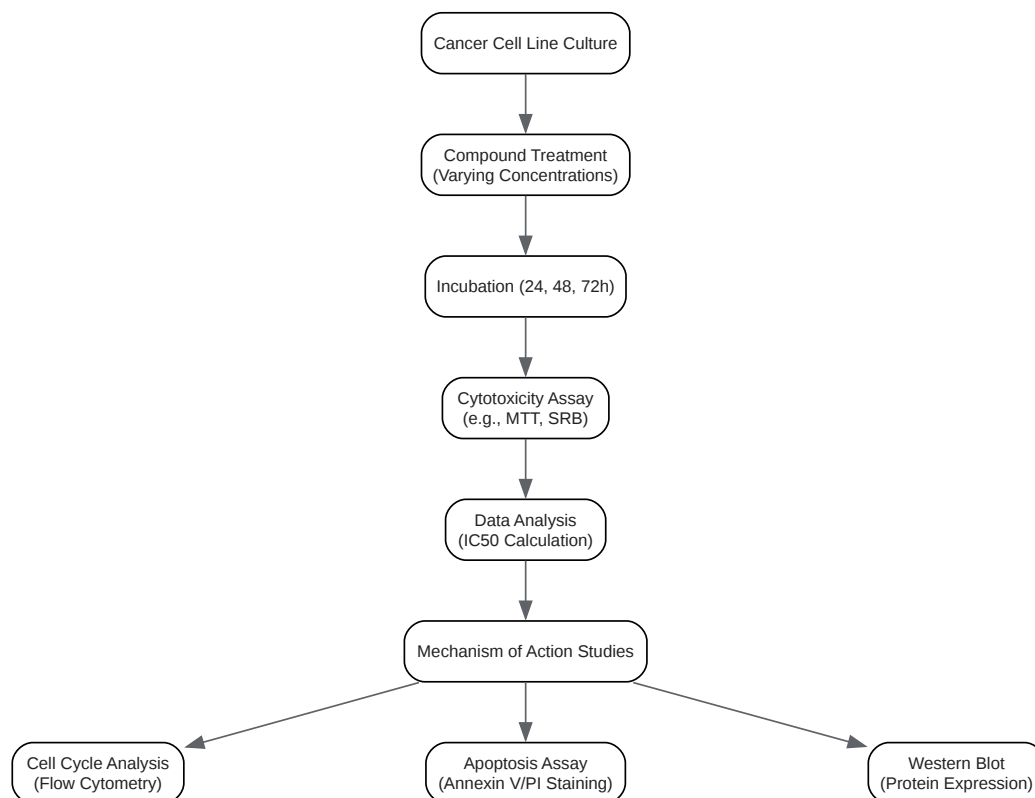 Cancer Cell Line Culture
Compound Treatment
(Varying Concentrations)
Incubation (24, 48, 72h)
Cytotoxicity Assay
(e.g., MTT, SRB)
Data Analysis
(IC50 Calculation)
Mechanism of Action Studies
Cell Cycle Analysis
(Flow Cytometry)
Apoptosis Assay
(Annexin V/PI Staining)
Western Blot
(Protein Expression)